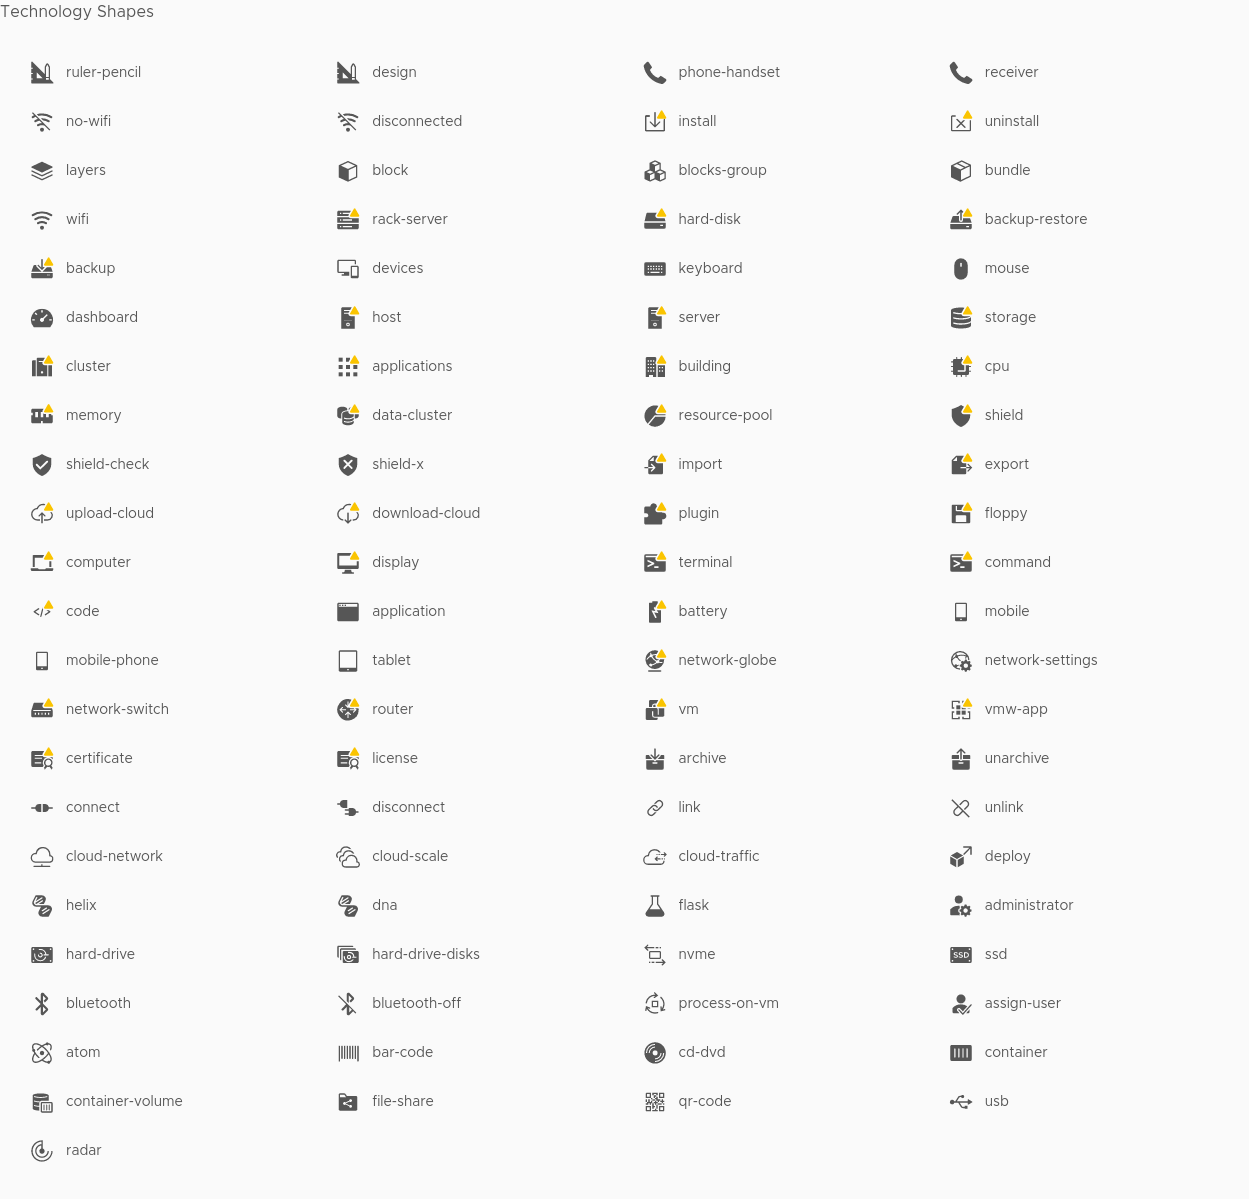 Technology Shapes
ruler-pencil design phone-handset receiver
no-wifi disconnected install uninstall
layers block blocks-group bundle
wifi rack-server hard-disk backup-restore
backup devices keyboard mouse
dashboard host server storage
cluster applications building cpu
memory data-cluster resource-pool shield
shield-check shield-x import export
upload-cloud download-cloud plugin floppy
computer display terminal command
code application battery mobile
mobile-phone tablet network-globe network-settings
network-switch router vm vmw-app
certificate license archive unarchive
connect disconnect link unlink
cloud-network cloud-scale cloud-traffic deploy
helix dna flask administrator
hard-drive hard-drive-disks nvme SSD ssd
bluetooth bluetooth-off process-on-vm assign-user
atom bar-code cd-dvd container
container-volume file-share qr-code usb
radar